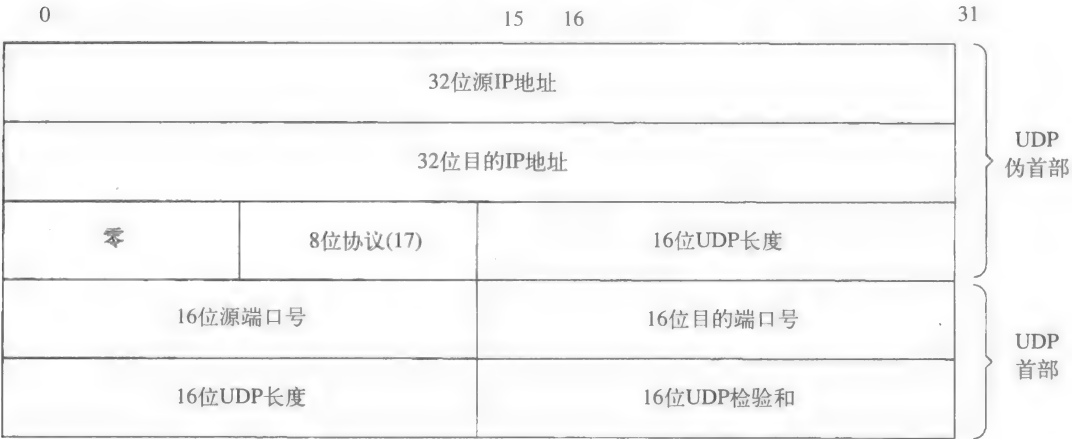 0 15 16 31
32位源IP地址
32位目的IP地址
UDP
伪首部
零 8位协议(17) 16位UDP长度
16位源端口号 16位目的端口号
UDP
首部
16位UDP长度 16位UDP检验和